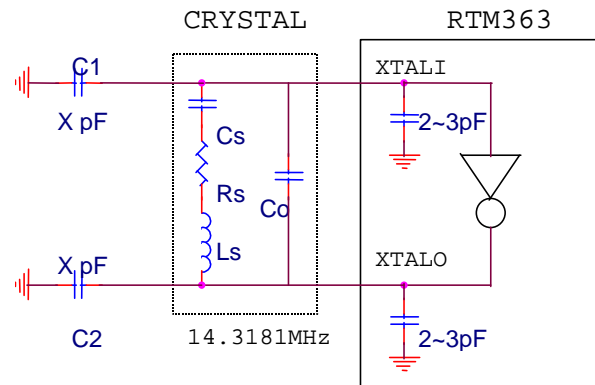 CRYSTAL
RTM363
C1
X pF
XTALI
2~3pF
Cs
Rs
Co
Ls
X pF
C2
XTALO
14.3181MHz
2~3pF